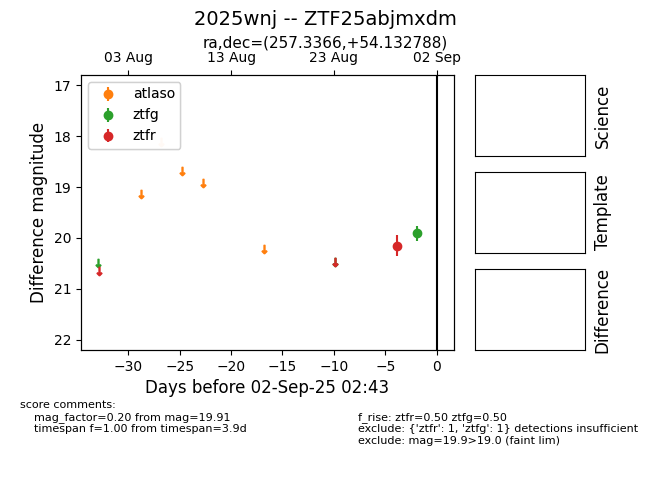 2025wnj -- ZTF25abjmxdm
ra,dec=(257.3366,+54.132788)
03 Aug
13 Aug
23 Aug
02 Sep
atlaso
ztfg
ztfr
17
18
19
20
21
22
Difference magnitude
−30
−25
−20
−15
−10
−5
0
Days before 02-Sep-25 02:43
Science
Template
Difference
score comments:
mag_factor=0.20 from mag=19.91
timespan f=1.00 from timespan=3.9d
f_rise: ztfr=0.50 ztfg=0.50
exclude: {'ztfr': 1, 'ztfg': 1} detections insufficient
exclude: mag=19.9>19.0 (faint lim)